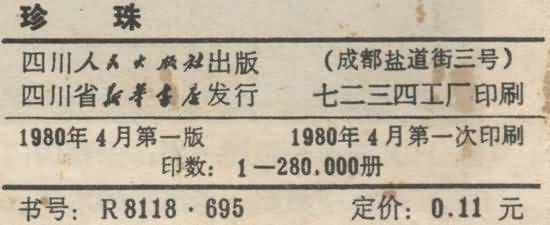 珍珠
四川人民出版社出版 (成都盐道街三号)
四川省新华书店发行 七二三四工厂印刷
1980年4月第一版 1980年4月第一次印刷
印数: 1—280.000册
书号: R8118·695 定价: 0.11 元